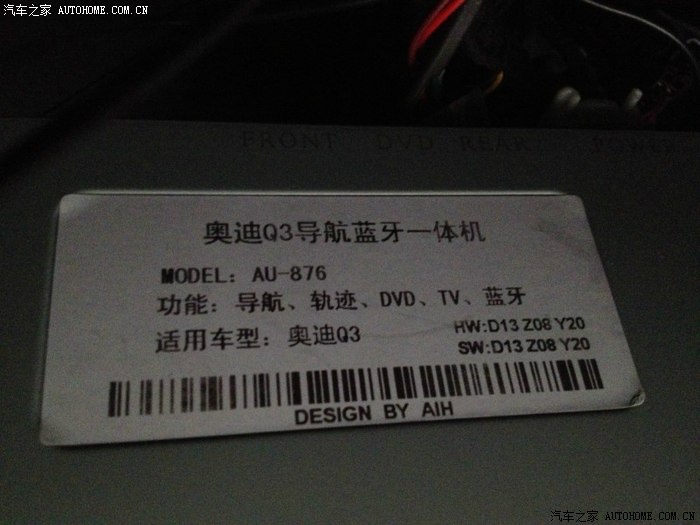 汽车之家 AUTOHOME.COM.CN
FRONT DVD REAR POWER
奥迪Q3导航蓝牙一体机
MODEL: AU-876
功能: 导航、轨迹、DVD、TV、蓝牙
适用车型: 奥迪Q3
HW:D13 Z08 Y20
SW:D13 Z08 Y20
DESIGN BY AIH
汽车之家 AUTOHOME.COM.CN